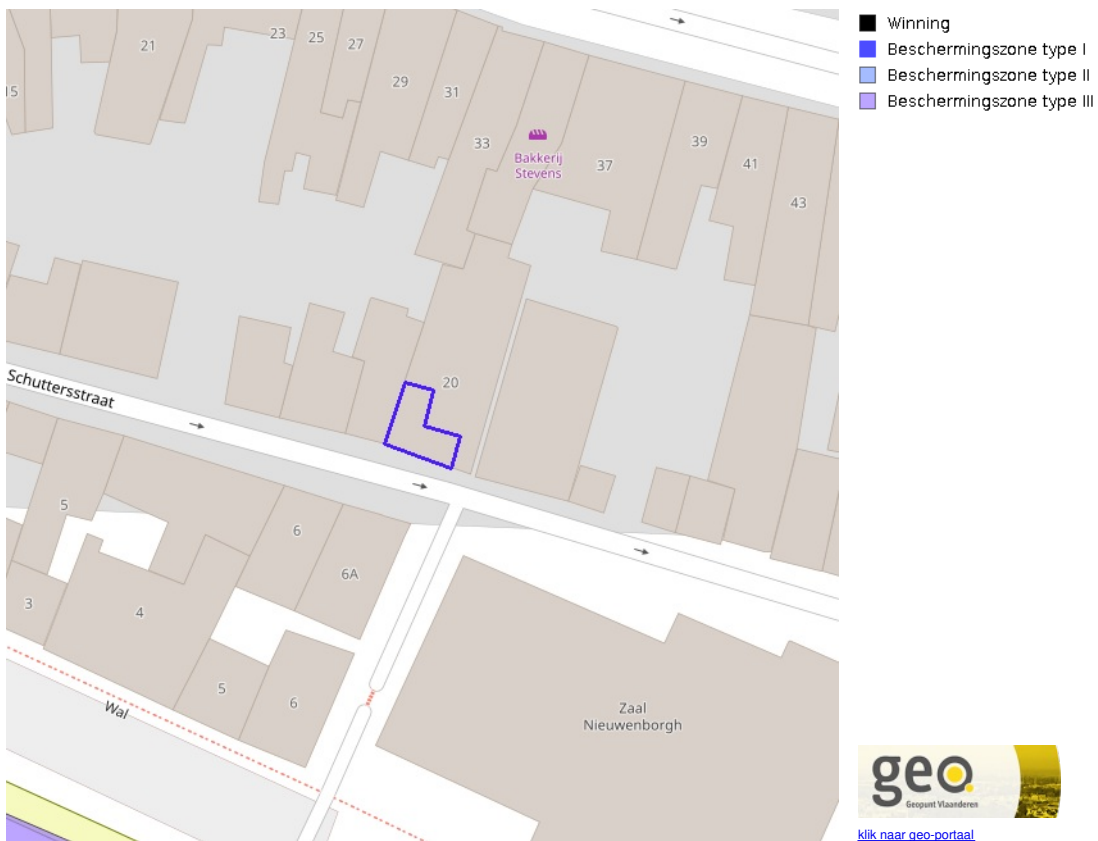 21
23
25
27
29
31
15
33
Bakkerij
Stevens
37
39
41
43
20
Schuttersstraat
5
6
6A
3
4
5
6
Wal
Zaal
Nieuwenborgh
Winning
Beschermingszone type I
Beschermingszone type II
Beschermingszone type III
geo
Geopunt Vlaanderen
klik naar geo-portaal